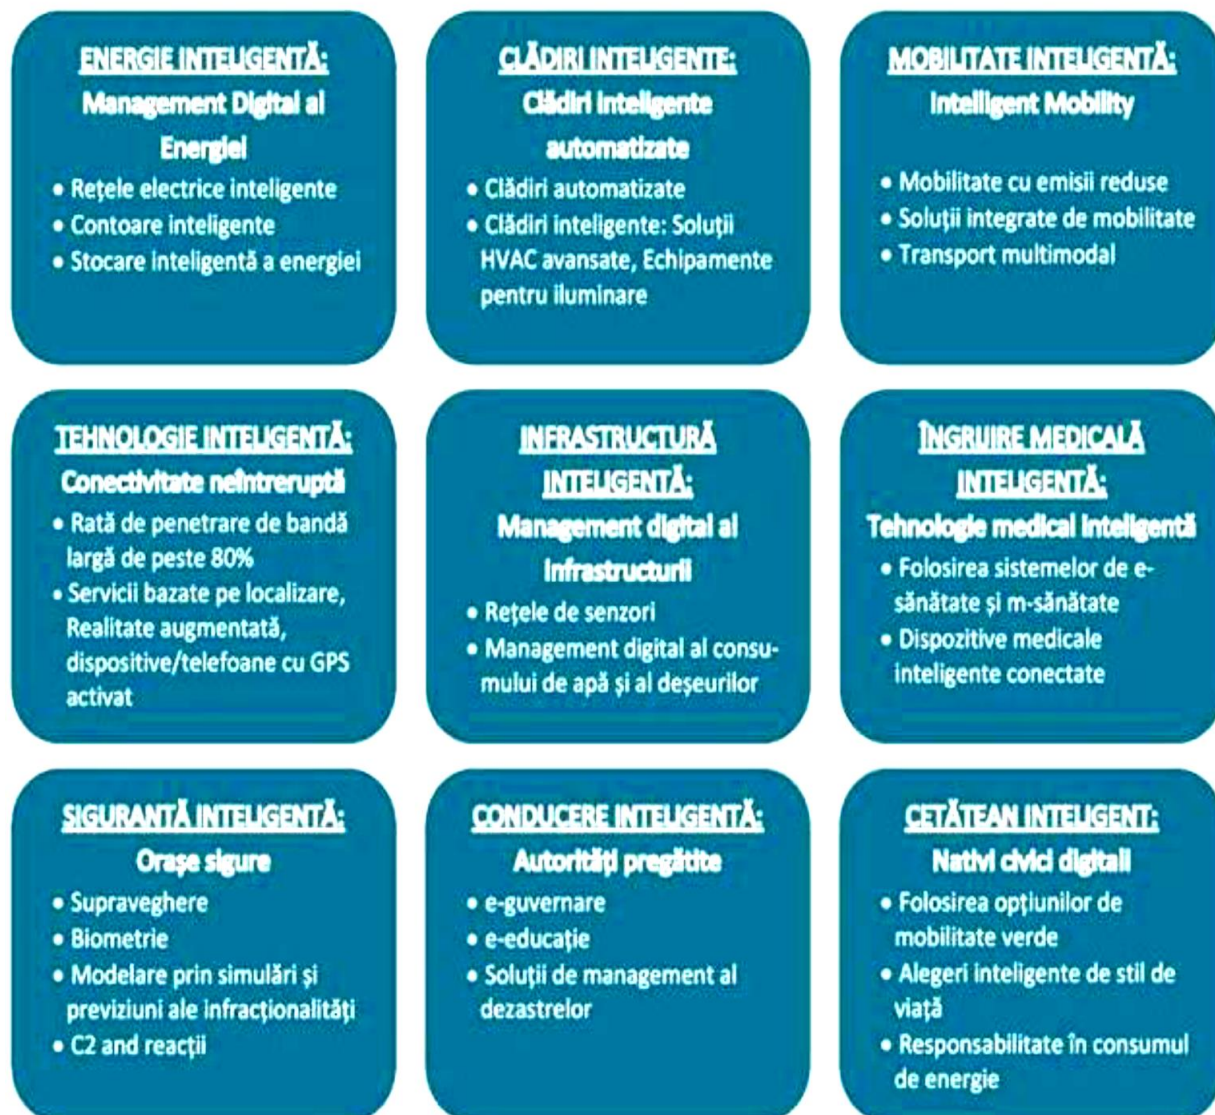 ENERGIE INTELIGENTĂ:
Management Digital al
Energiei
• Rețele electrice inteligente
• Contoare inteligente
• Stocare inteligentă a energiei
CLĂDIRI INTELIGENTE:
Clădiri inteligente
automatizate
• Clădiri automatizate
• Clădiri inteligente: Soluții
HVAC avansate, Echipamente
pentru iluminare
MOBILITATE INTELIGENTĂ:
Intelligent Mobility
• Mobilitate cu emisii reduse
• Soluții integrate de mobilitate
• Transport multimodal
TEHNOLOGIE INTELIGENTĂ:
Conectivitate neîntreruptă
• Rată de penetrare de bandă
largă de peste 80%
• Servicii bazate pe localizare,
Realitate augmentată,
dispozitive/telefoane cu GPS
activat
INFRASTRUCTURĂ
INTELIGENTĂ:
Management digital al
infrastructurii
• Rețele de senzori
• Management digital al consu-
mului de apă și al deșeurilor
ÎNGRIJIRE MEDICALĂ
INTELIGENTĂ:
Tehnologie medical inteligentă
• Folosirea sistemelor de e-
sănătate și m-sănătate
• Dispozitive medicale
inteligente conectate
SIGURANTĂ INTELIGENTĂ:
Orașe sigure
• Supraveghere
• Biometrie
• Modelare prin simulări și
previziuni ale infracționalități
• C2 and reacții
CONDUCERE INTELIGENTĂ:
Autorități pregătite
• e-guvernare
• e-educație
• Soluții de management al
dezastrelor
CETĂTEAN INTELIGENT:
Nativi civici digitali
• Folosirea opțiunilor de
mobilitate verde
• Alegeri inteligente de stil de
viață
• Responsabilitate în consumul
de energie